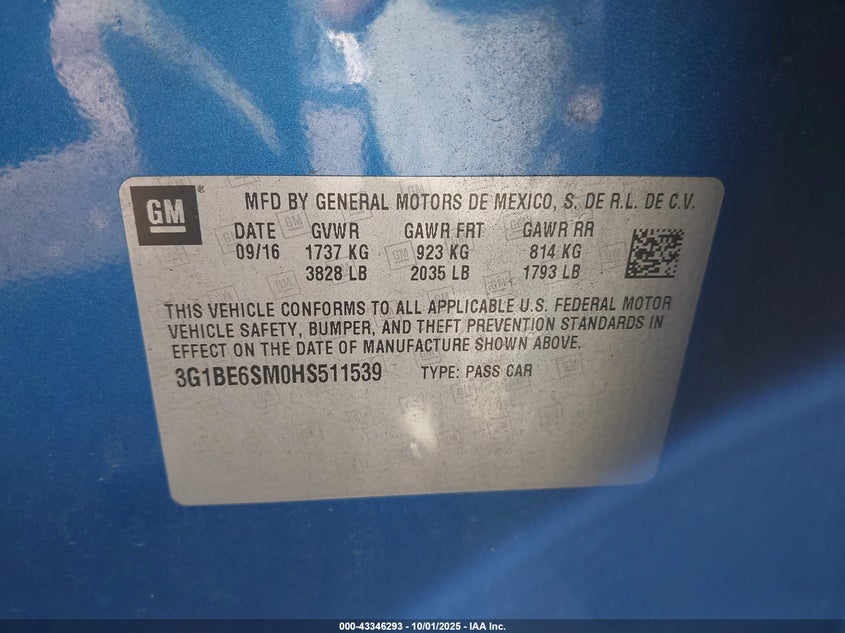 GM
MFD BY GENERAL MOTORS DE MEXICO, S. DE R.L. DE C.V.
DATE GVWR GAWR FRT GAWR RR
09/16 1737 KG 923 KG 814 KG
3828 LB 2035 LB 1793 LB
THIS VEHICLE CONFORMS TO ALL APPLICABLE U.S. FEDERAL MOTOR
VEHICLE SAFETY, BUMPER, AND THEFT PREVENTION STANDARDS IN
EFFECT ON THE DATE OF MANUFACTURE SHOWN ABOVE.
3G1BE6SM0HS511539 TYPE: PASS CAR
000-43346293 - 10/01/2025 - IAA Inc.